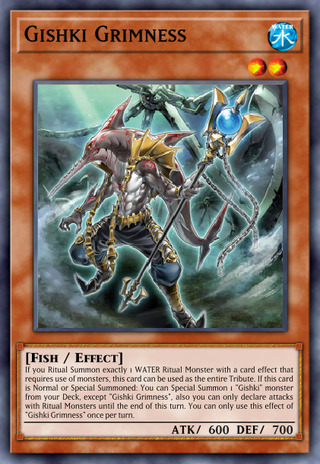 Gishki Grimness
WATER
水
[Fish / Effect]
If you Ritual Summon exactly 1 WATER Ritual Monster with a card effect that
requires use of monsters, this card can be used as the entire Tribute. If this card
is Normal or Special Summoned: You can Special Summon 1 "Gishki" monster
from your Deck, except "Gishki Grimness", also you can only declare attacks
with Ritual Monsters until the end of this turn. You can only use this effect of
"Gishki Grimness" once per turn.
ATK/ 600 DEF/ 700